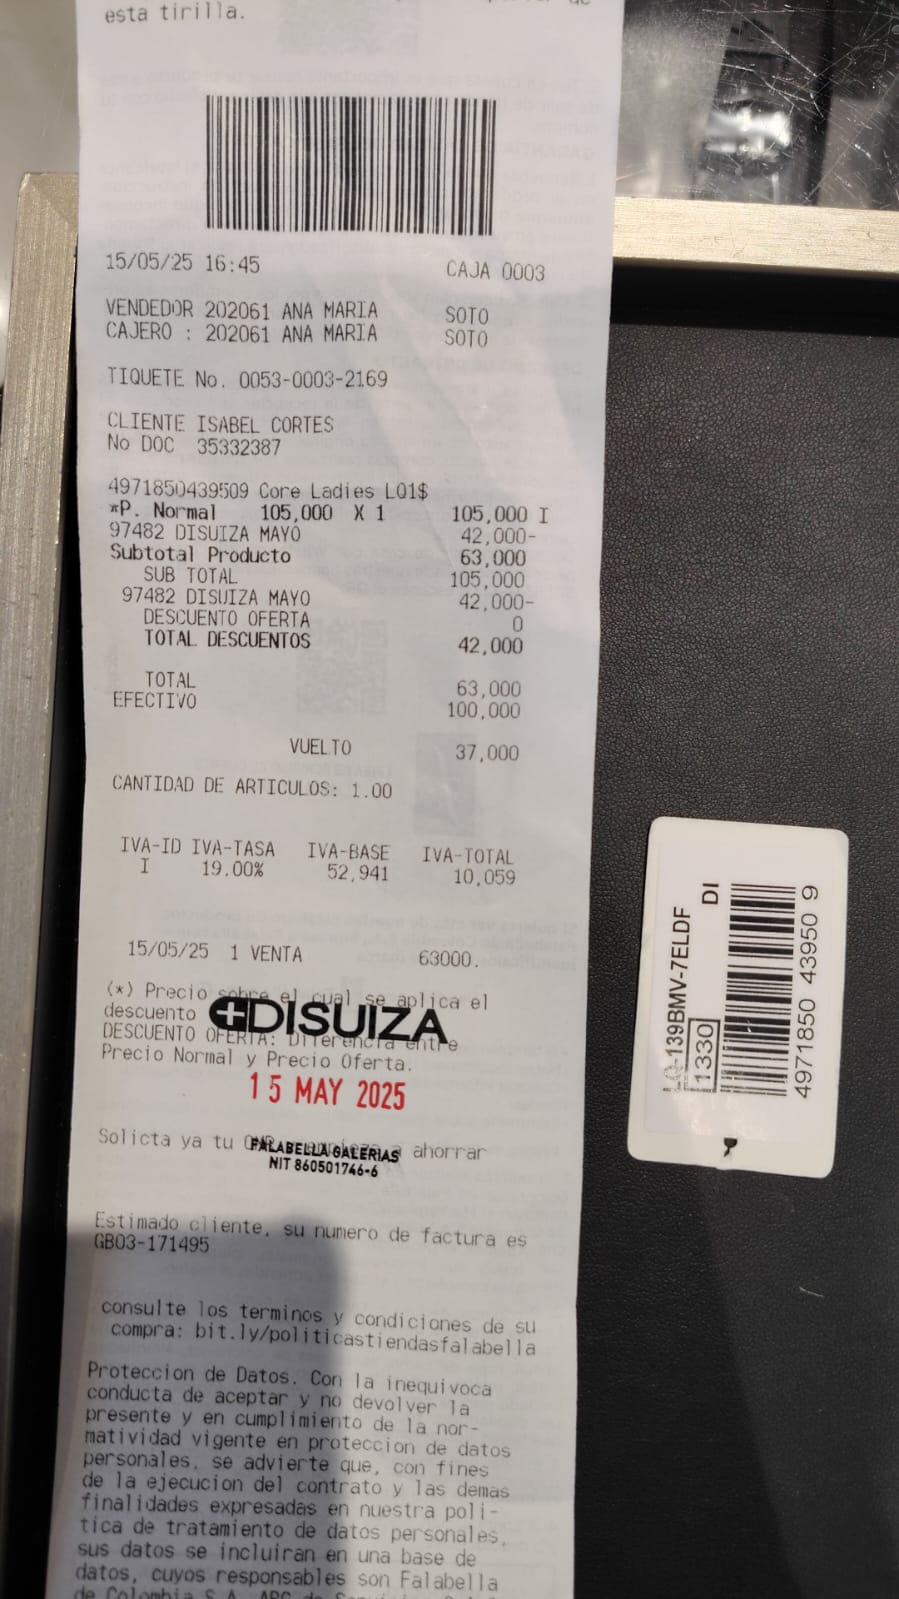 esta tirilla.
15/05/25 16:45 CAJA 0003
VENDEDOR 202061 ANA MARIA SOTO
CAJERO : 202061 ANA MARIA SOTO
TIQUETE No. 0053-0003-2169
CLIENTE ISABEL CORTES
No DOC 35332387
4971850439509 Core Ladies LQ1$
*P. Normal 105,000 X 1 105,000 I
97482 DISUIZA MAYO 42,000-
Subtotal Producto 63,000
SUB TOTAL 105,000
97482 DISUIZA MAYO 42,000-
DESCUENTO OFERTA 0
TOTAL DESCUENTOS 42,000
TOTAL 63,000
EFECTIVO 100,000
VUELTO 37,000
CANTIDAD DE ARTICULOS: 1.00
IVA-ID IVA-TASA IVA-BASE IVA-TOTAL
I 19.00% 52,941 10,059
15/05/25 1 VENTA 63000.
(*) Precio sobre el cual se aplica el
descuento
DISUIZA
DESCUENTO OFERTA: Diferencia entre
Precio Normal y Precio Oferta.
15 MAY 2025
Solicta ya tu ahorrar
FALABELLA GALERIAS
NIT 860501746-6
Estimado cliente, su numero de factura es
GB03-171495
consulte los terminos y condiciones de su
compra: bit.ly/politicastiendasfalabella
Proteccion de Datos. Con la inequivoca
conducta de aceptar y no devolver la
presente y en cumplimiento de la nor-
matividad vigente en proteccion de datos
personales, se advierte que, con fines
de la ejecucion del contrato y las demas
finalidades expresadas en nuestra poli-
tica de tratamiento de datos personales,
sus datos se incluiran en una base de
datos, cuyos responsables son Falabella
de Colombia S.A.
LQ-139BMV-7ELDF
1330 DI
4971850 43950 9